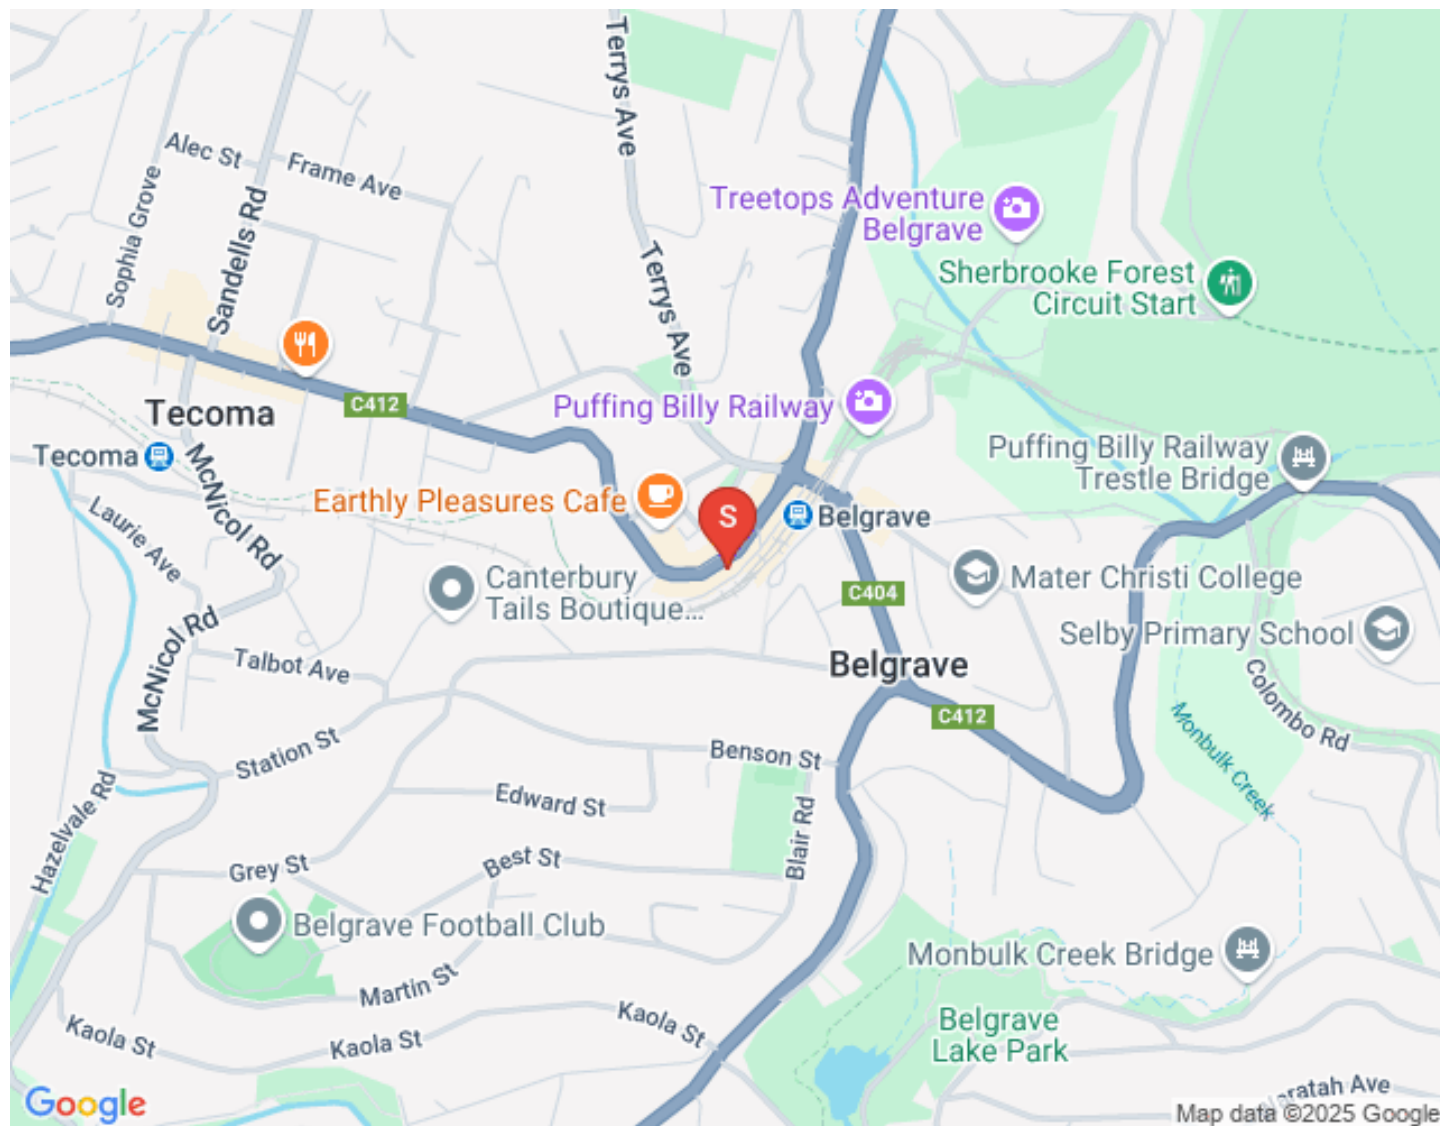 Terrys Ave
Alec St
Frame Ave
Sophia Grove
Sandells Rd
Treetops Adventure
Belgrave
Terrys Ave
Sherbrooke Forest
Circuit Start
C412
Tecoma
Puffing Billy Railway
Tecoma
McNicol Rd
Puffing Billy Railway
Trestle Bridge
Earthly Pleasures Cafe
S
Belgrave
Laurie Ave
Canterbury
Tails Boutique...
C404
Mater Christi College
McNicol Rd
Selby Primary School
Talbot Ave
Belgrave
C412
Colombo Rd
Monbulk Creek
Station St
Benson St
Hazelvale Rd
Edward St
Blair Rd
Grey St
Best St
Belgrave Football Club
Monbulk Creek Bridge
Martin St
Kaola St
Kaola St
Kaola St
Belgrave
Lake Park
Ave
Google
Map data ©2025 Google